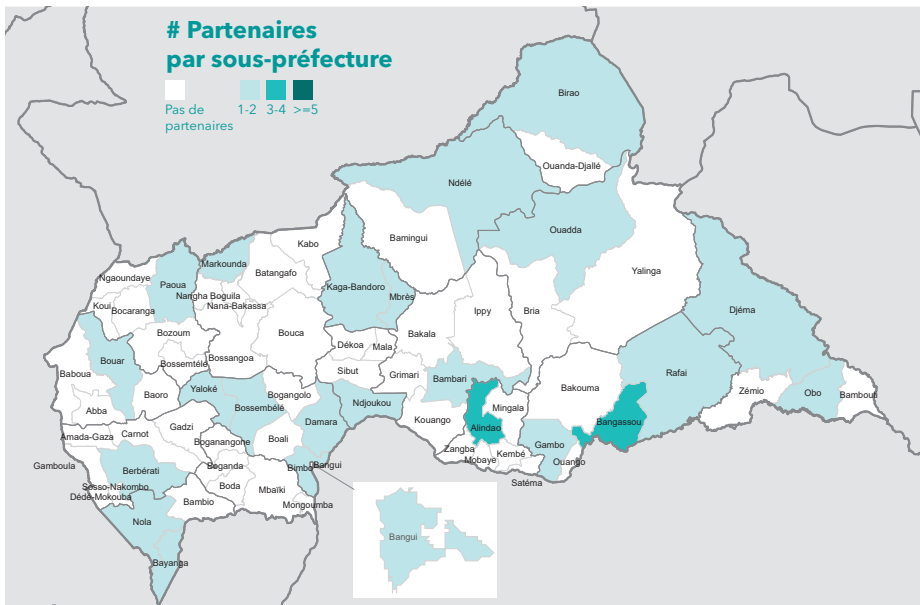 # Partenaires
par sous-préfecture
Pas de
partenaires
1-2
3-4
>=5
Birao
Ouanda-Djallé
Ndélé
Ouadda
Bamingui
Kabo
Markounda
Batangafo
Yalinga
Ngaoundaye
Paoua
Kaga-Bandoro
Mbrès
Nangha Boguila
Nana-Bakassa
Koui
Bocaranga
Djéma
Ippy
Bria
Bozoum
Bouca
Bakala
Dékoa
Mala
Bouar
Bossemtélé
Bossangoa
Baboua
Sibut
Grimari
Bambari
Rafai
Bakouma
Zémio
Obo
Bambouti
Baoro
Yaloké
Bogangolo
Ndjoukou
Bossembélé
Mingala
Abba
Kouango
Damara
Bangassou
Gadzi
Alindao
Amada-Gaza
Carnot
Boganangone
Boali
Gambo
Zangba
Kembé
Ouango
Mobaye
Gamboula
Berbérati
Boganda
Bimbo
Bangui
Satéma
Sosso-Nakombo
Dédé-Mokouba
Boda
Mbaïki
Bambio
Mongoumba
Nola
Bayanga
Bangui